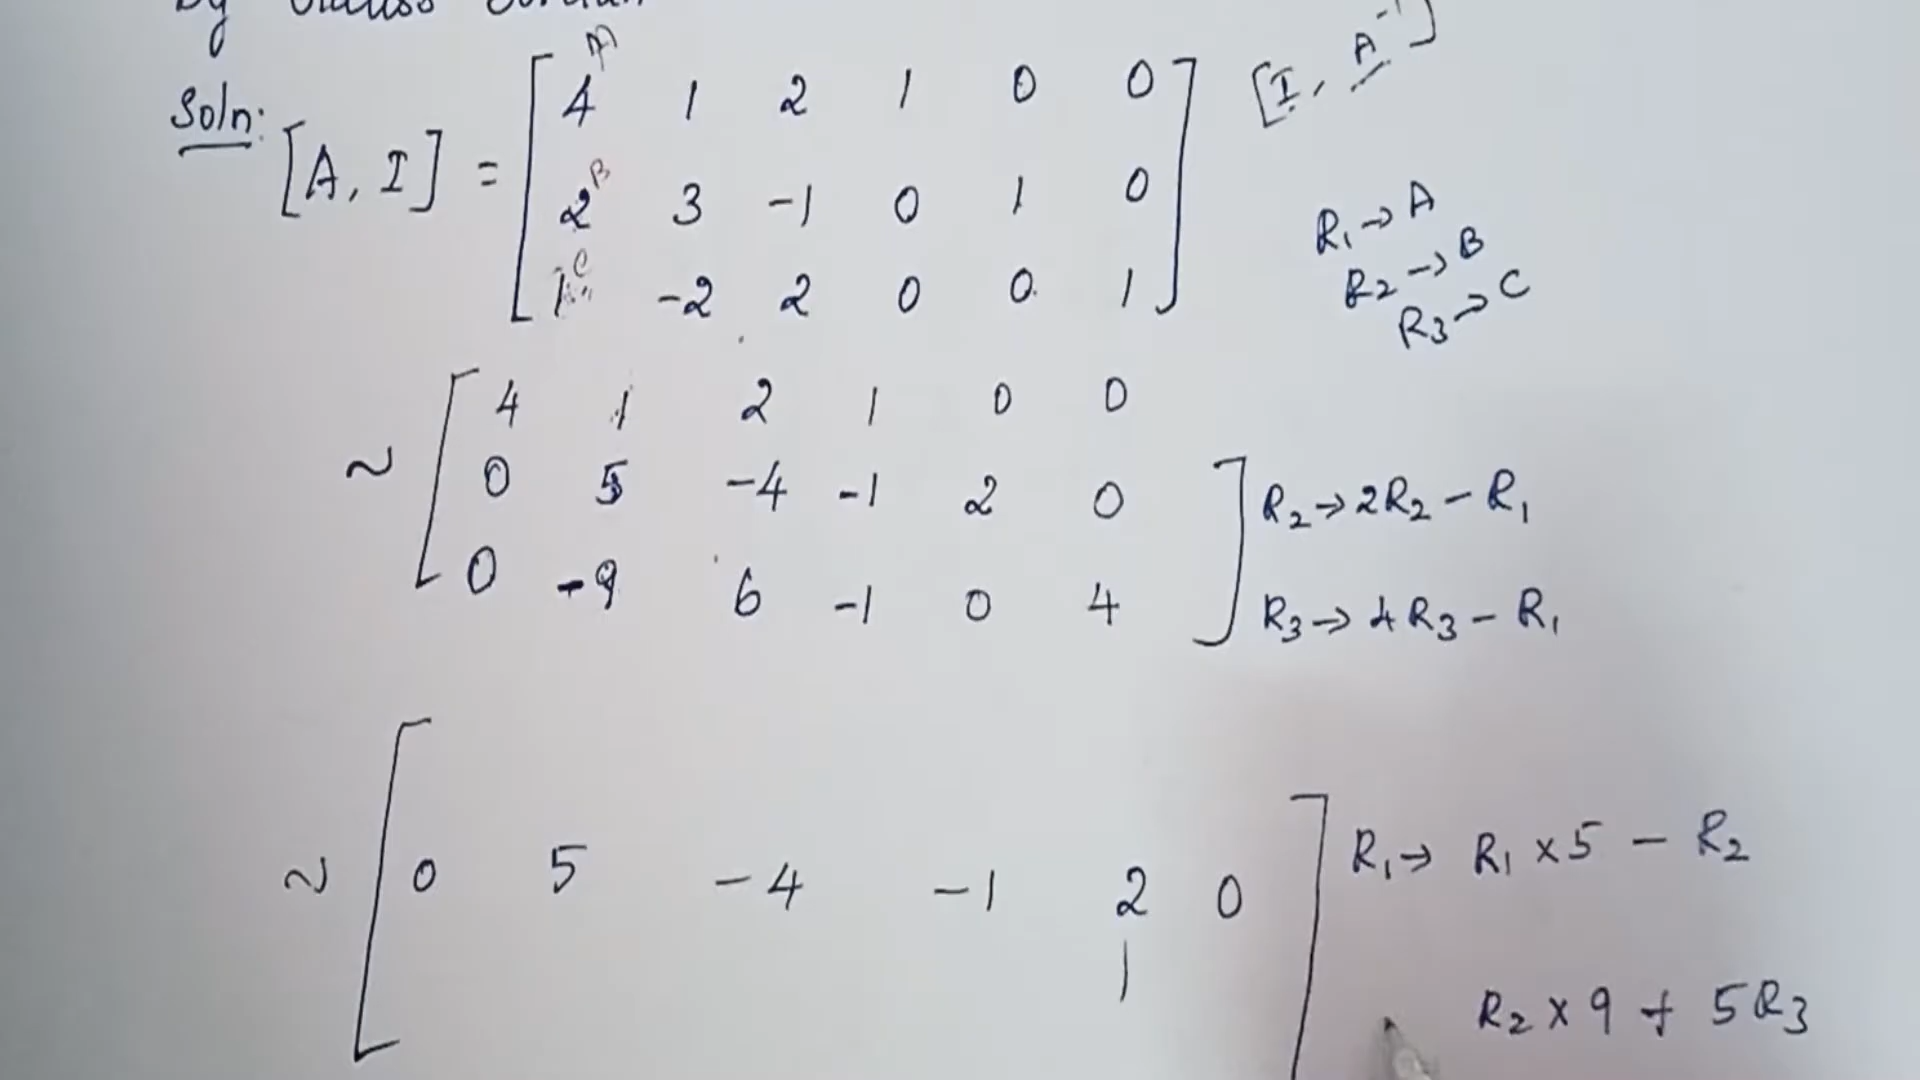 By Gauss Jordan
Soln: [A, I] = [ 4 1 2 1 0 0 ] [I, A⁻¹]
A
2 3 -1 0 1 0
B
1 -2 2 0 0 1
C
R₁ → A
R₂ → B
R₃ → C
~ [ 4 1 2 1 0 0
0 5 -4 -1 2 0 ] R₂ → 2R₂ - R₁
0 -9 6 -1 0 4 R₃ → 4R₃ - R₁
~ [ 0 5 -4 -1 2 0 ] R₁ → R₁ × 5 - R₂
1
R₂ × 9 + 5R₃